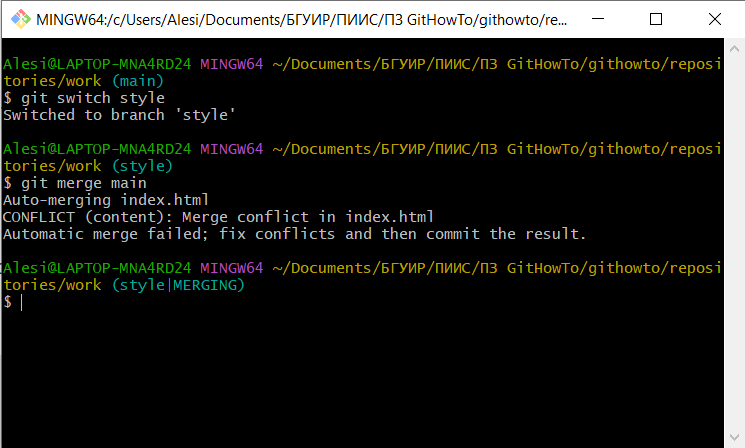 MINGW64:/c/Users/Alesi/Documents/БГУИР/ПИИС/ПЗ GitHowTo/githowto/re...
Alesi@LAPTOP-MNA4RD24 MINGW64 ~/Documents/БГУИР/ПИИС/ПЗ GitHowTo/githowto/reposi
tories/work (main)
$ git switch style
Switched to branch 'style'
Alesi@LAPTOP-MNA4RD24 MINGW64 ~/Documents/БГУИР/ПИИС/ПЗ GitHowTo/githowto/reposi
tories/work (style)
$ git merge main
Auto-merging index.html
CONFLICT (content): Merge conflict in index.html
Automatic merge failed; fix conflicts and then commit the result.
Alesi@LAPTOP-MNA4RD24 MINGW64 ~/Documents/БГУИР/ПИИС/ПЗ GitHowTo/githowto/reposi
tories/work (style|MERGING)
$